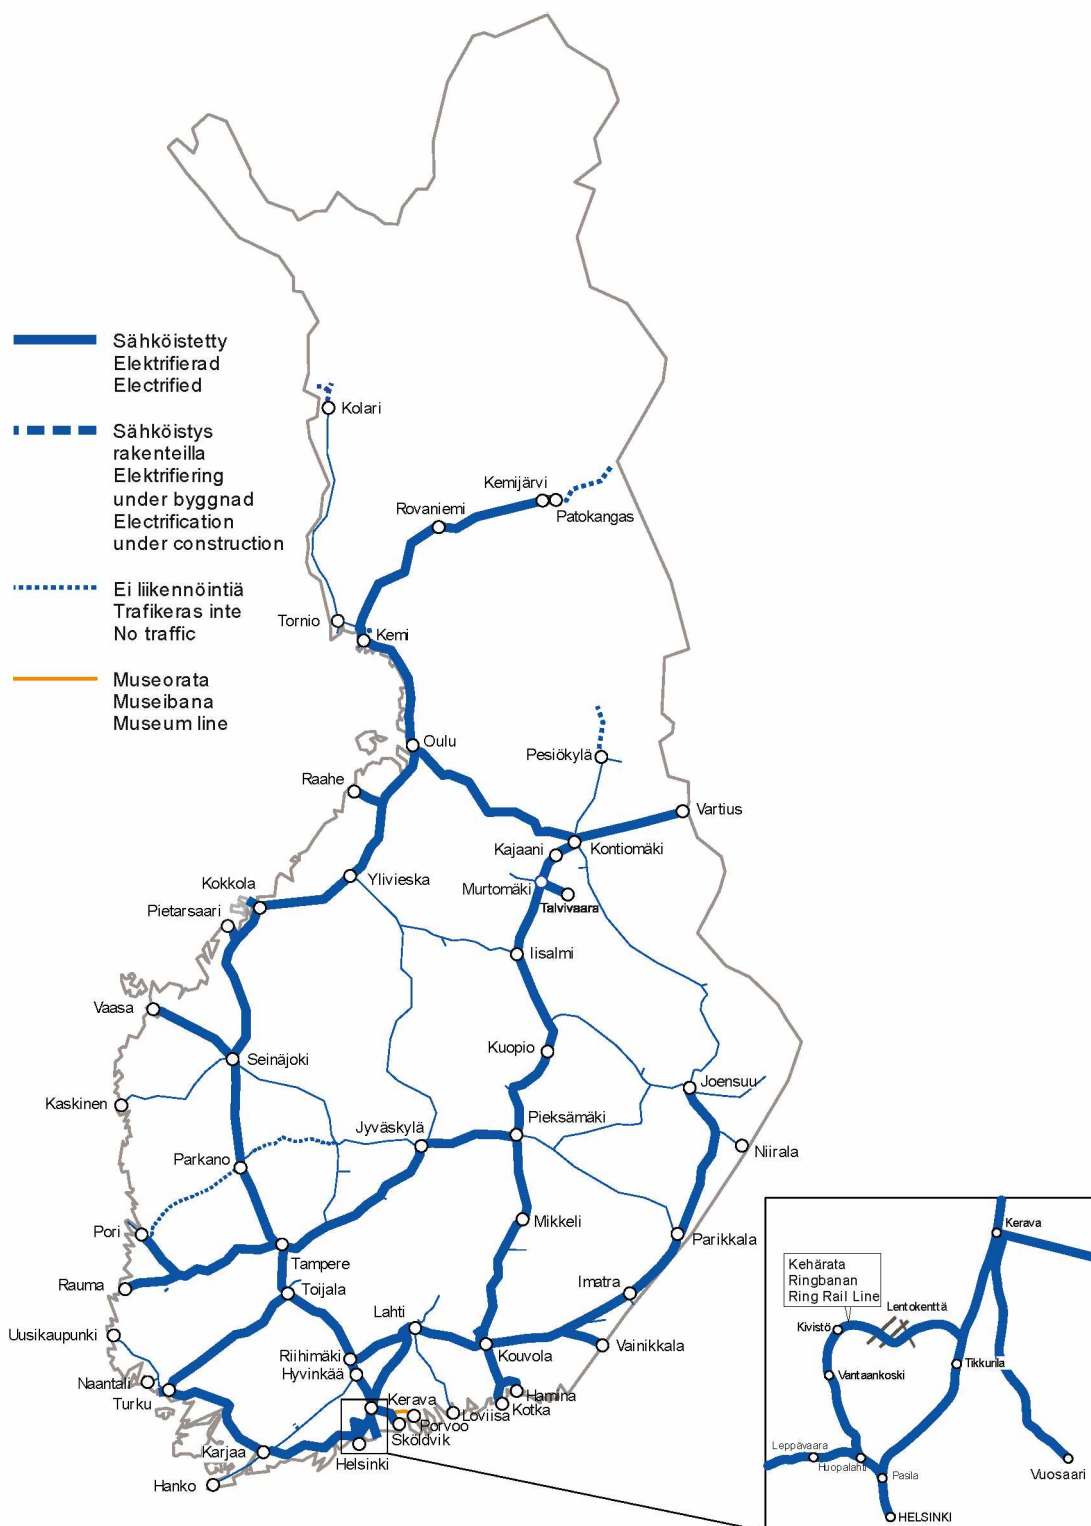 Sähköistetty
Elektrifierad
Electrified
Sähköistys
rakenteilla
Elektrifiering
under byggnad
Electrification
under construction
Ei liikennöintiä
Trafikeras inte
No traffic
Museorata
Museibana
Museum line
Kolari
Kemijärvi
Patokangas
Rovaniemi
Tornio
Kemi
Oulu
Pesiökylä
Raahe
Vartius
Kajaani
Kontiomäki
Ylivieska
Murtomäki
Kokkola
Talvivaara
Pietarsaari
Iisalmi
Vaasa
Kuopio
Seinäjoki
Joensuu
Kaskinen
Pieksämäki
Jyväskylä
Niirala
Parkano
Mikkeli
Pori
Parikkala
Tampere
Rauma
Imatra
Toijala
Lahti
Uusikaupunki
Vainikkala
Kouvola
Riihimäki
Hyvinkää
Naantali
Turku
Hamina
Kerava
Kotka
Loviisa
Porvoo
Sköldvik
Karjaa
Helsinki
Hanko
Kerava
Kehärata
Ringbanan
Ring Rail Line
Lentokenttä
Kivistö
Tikkurila
Vantaankoski
Leppävaara
Huopalahti
Pasila
Vuosaari
HELSINKI